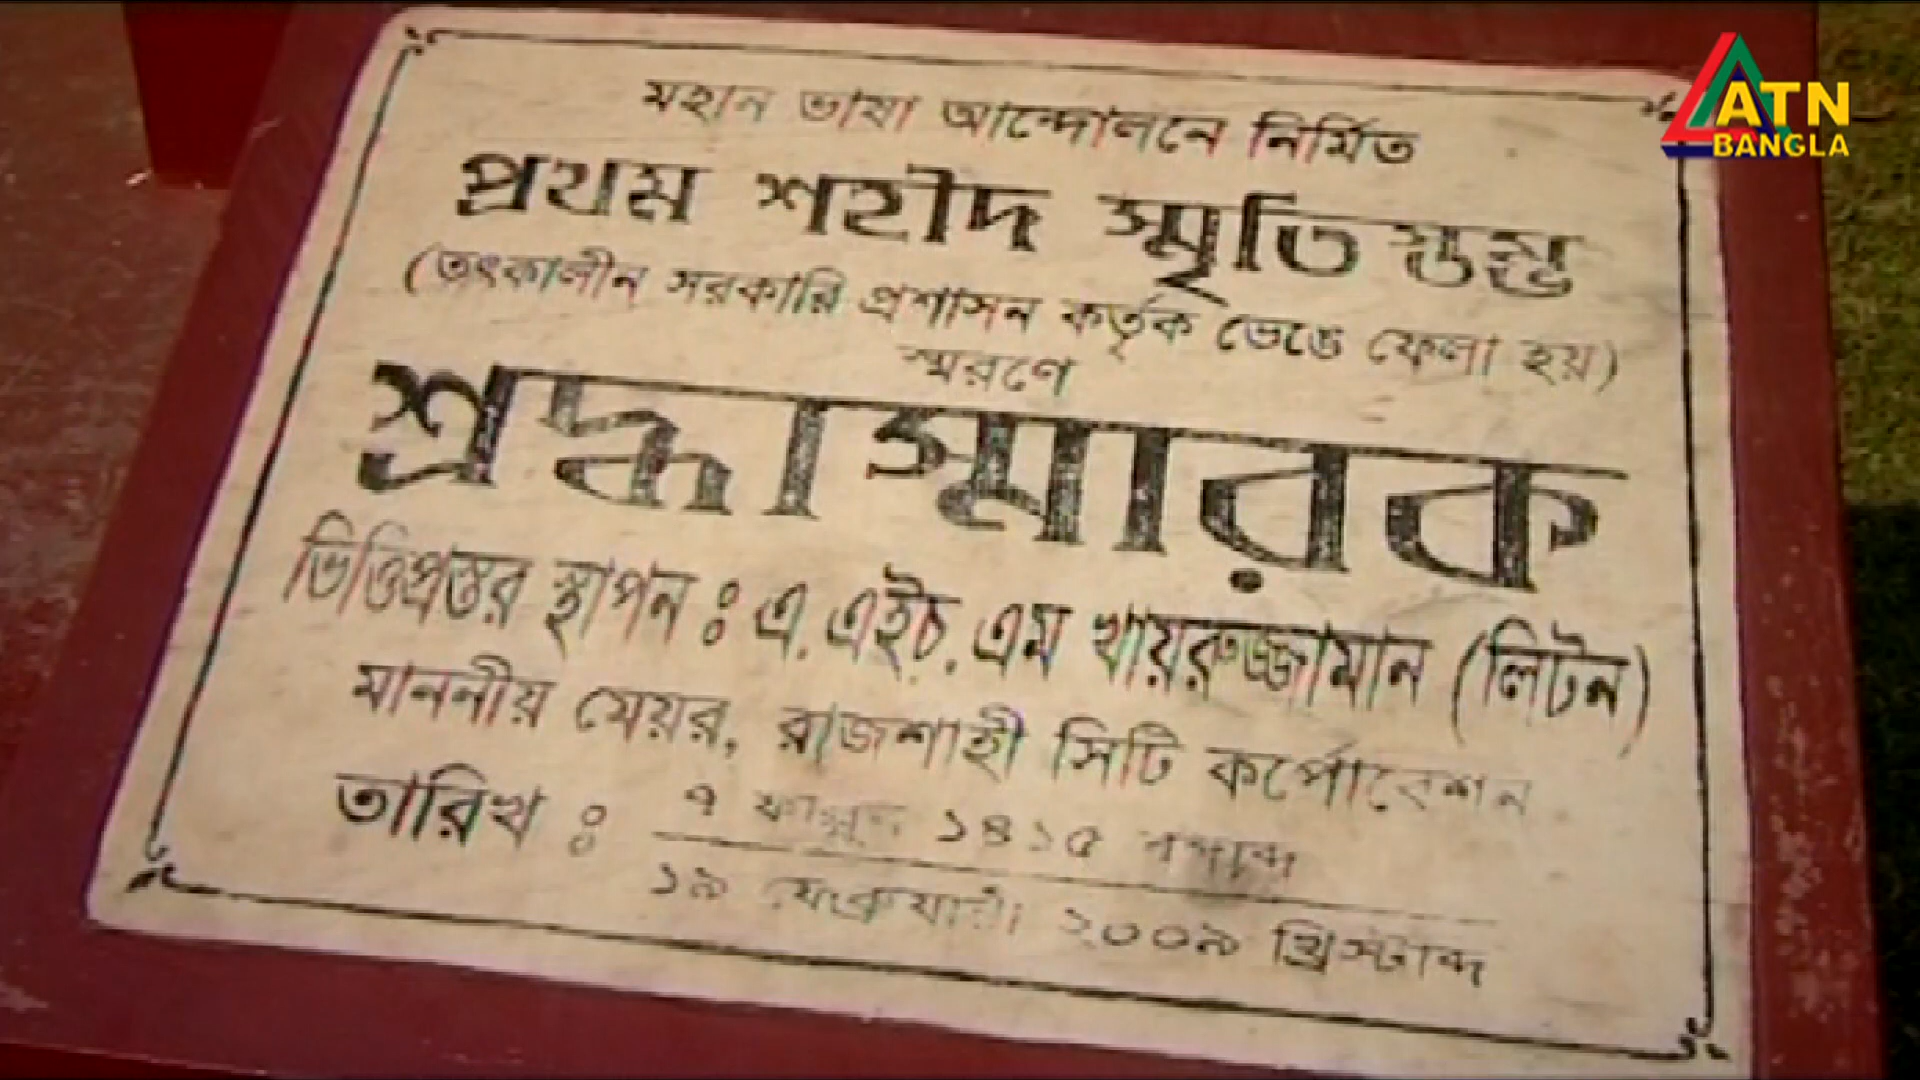 মহান ভাষা আন্দোলনে নির্মিত
প্রথম শহীদ স্মৃতি স্তম্ভ
(তৎকালীন সরকারি প্রশাসন কর্তৃক ভেঙে ফেলা হয়)
স্মরণে
শ্রদ্ধাস্মারক
ভিত্তিপ্রস্তর স্থাপন : এ.এইচ.এম খায়রুজ্জামান (লিটন)
মাননীয় মেয়র, রাজশাহী সিটি কর্পোরেশন
তারিখ : ৭ ফাল্গুন ১৪১৫ বঙ্গাব্দ
১৯ ফেব্রুয়ারী ২০০৯ খ্রিস্টাব্দ
ATN
BANGLA